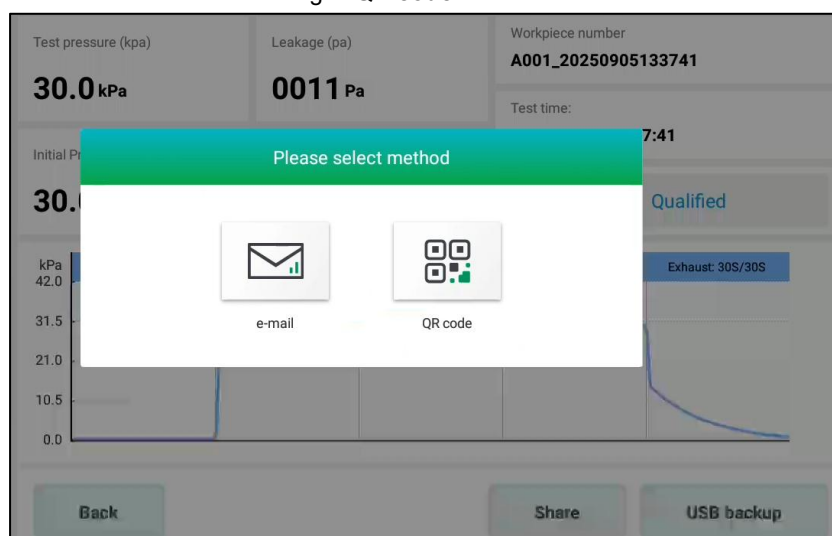 Test pressure (kpa)
30.0 kPa
Leakage (pa)
0011 Pa
Workpiece number
A001_20250905133741
Test time:
7:41
Initial
30.
Qualified
Please select method
e-mail
QR code
kPa
42.0
31.5
21.0
10.5
0.0
Exhaust: 30S/30S
Back
Share
USB backup